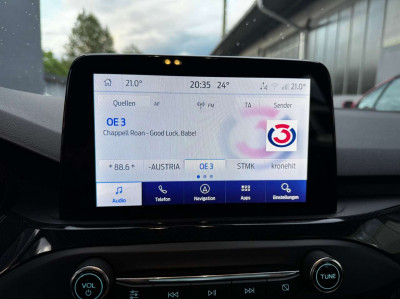 21.0° 20:35 24° 21.0°
Quellen AF FM TA Sender
OE 3
Chappell Roan - Good Luck, Babe!
3
* 88.6 * -AUSTRIA OE 3 STMK kronehit
Audio Telefon Navigation Apps Einstellungen
VOL TUNE